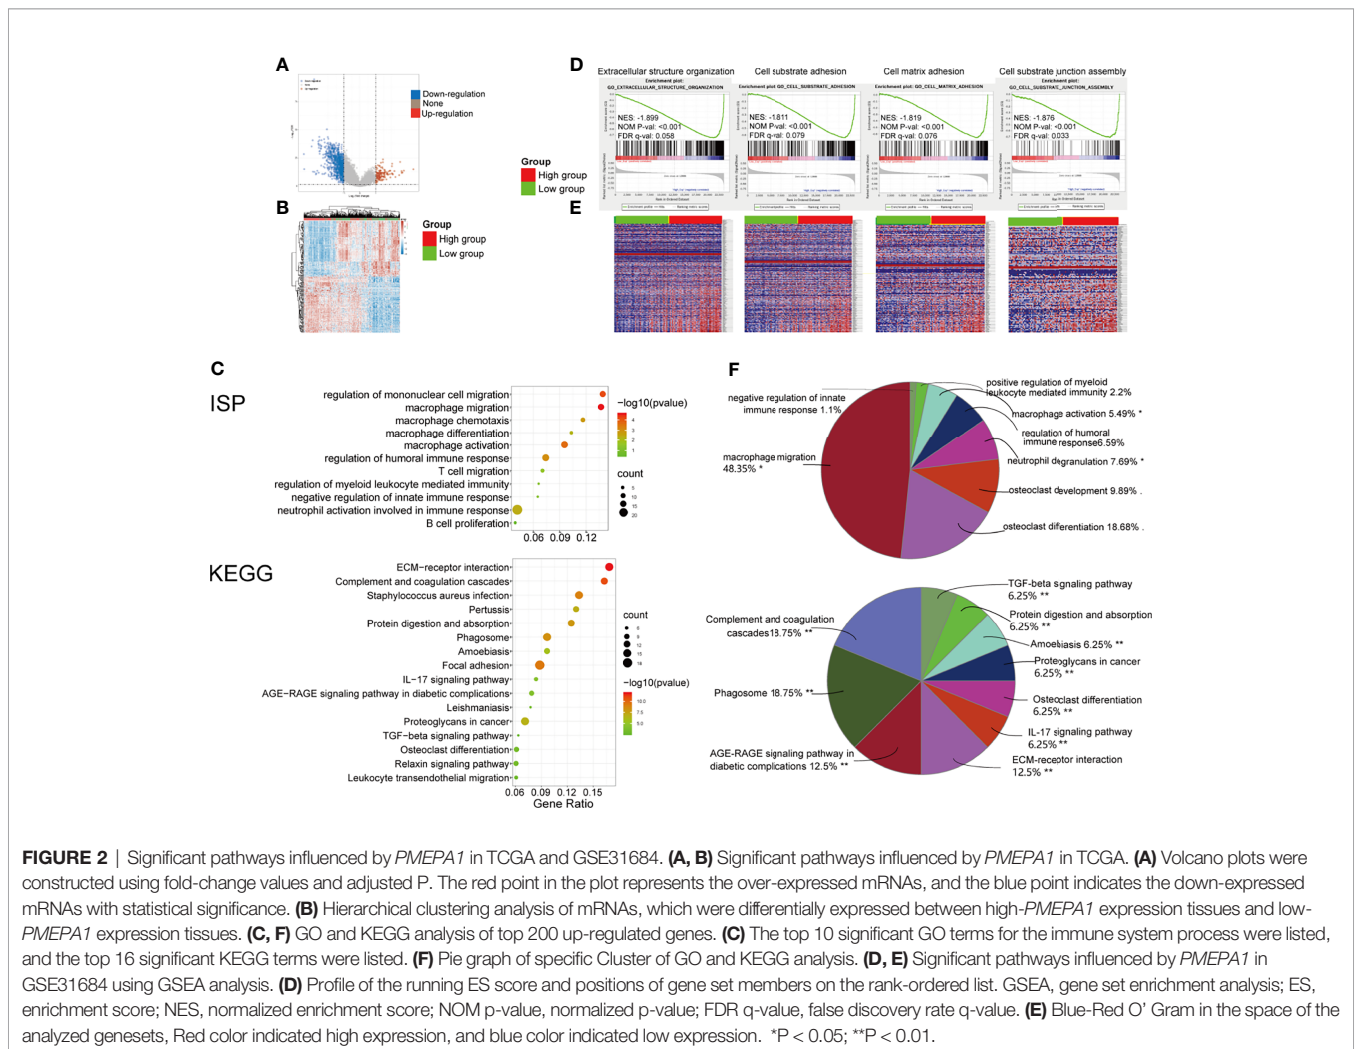 A
Down-regulation
None
Up-regulation
B
Group
High group
Low group
D
Extracellular structure organization
Cell substrate adhesion
Cell matrix adhesion
Cell substrate junction assembly
Enrichment plot:
GO_EXTRACELLULAR_STRUCTURE_ORGANIZATION
NES: -1.899
NOM P-val: <0.001
FDR q-val: 0.058
Enrichment plot: GO_CELL_SUBSTRATE_ADHESION
NES: -1811
NOM P-val: <0.001
FDR q-val: 0.079
Enrichment plot: GO_CELL_MATRIX_ADHESION
NES: -1.819
NOM P-val: <0.001
FDR q-val: 0.076
Enrichment plot:
GO_CELL_SUBSTRATE_JUNCTION_ASSEMBLY
NES: -1.876
NOM P-val: <0.001
FDR q-val: 0.033
Group
High group
Low group
E
C
ISP
regulation of mononuclear cell migration
macrophage migration
macrophage chemotaxis
macrophage differentiation
macrophage activation
regulation of humoral immune response
T cell migration
regulation of myeloid leukocyte mediated immunity
negative regulation of innate immune response
neutrophil activation involved in immune response
B cell proliferation
0.06 0.09 0.12
−log10(pvalue)
4
3
2
1
count
5
10
15
20
KEGG
ECM−receptor interaction
Complement and coagulation cascades
Staphylococcus aureus infection
Pertussis
Protein digestion and absorption
Phagosome
Amoebiasis
Focal adhesion
IL−17 signaling pathway
AGE−RAGE signaling pathway in diabetic complications
Leishmaniasis
Proteoglycans in cancer
TGF−beta signaling pathway
Osteoclast differentiation
Relaxin signaling pathway
Leukocyte transendothelial migration
0.06 0.09 0.12 0.15
Gene Ratio
count
−log10(pvalue)
F
negative regulation of innate
immune response 1.1%
positive regulation of myeloid
leukocyte mediated immunity 2.2%
macrophage activation 5.49% *
regulation of humoral
immune response6.59%
neutrophil degranulation 7.69% *
osteoclast development 9.89% .
osteoclast differentiation 18.68% .
macrophage migration
48.35% *
TGF-beta signaling pathway
6.25% **
Protein digestion and absorption
6.25% **
Amoebiasis 6.25% **
Proteoglycans in cancer
6.25% **
Osteoclast differentiation
6.25% **
IL-17 signaling pathway
6.25% **
ECM-receptor interaction
12.5% **
AGE-RAGE signaling pathway in
diabetic complications 12.5% **
Phagosome 18.75% **
Complement and coagulation
cascades13.75% **
FIGURE 2 | Significant pathways influenced by PMEPA1 in TCGA and GSE31684. (A, B) Significant pathways influenced by PMEPA1 in TCGA. (A) Volcano plots were
constructed using fold-change values and adjusted P. The red point in the plot represents the over-expressed mRNAs, and the blue point indicates the down-expressed
mRNAs with statistical significance. (B) Hierarchical clustering analysis of mRNAs, which were differentially expressed between high-PMEPA1 expression tissues and low-
PMEPA1 expression tissues. (C, F) GO and KEGG analysis of top 200 up-regulated genes. (C) The top 10 significant GO terms for the immune system process were listed,
and the top 16 significant KEGG terms were listed. (F) Pie graph of specific Cluster of GO and KEGG analysis. (D, E) Significant pathways influenced by PMEPA1 in
GSE31684 using GSEA analysis. (D) Profile of the running ES score and positions of gene set members on the rank-ordered list. GSEA, gene set enrichment analysis; ES,
enrichment score; NES, normalized enrichment score; NOM p-value, normalized p-value; FDR q-value, false discovery rate q-value. (E) Blue-Red O' Gram in the space of the
analyzed genesets, Red color indicated high expression, and blue color indicated low expression. *P < 0.05; **P < 0.01.